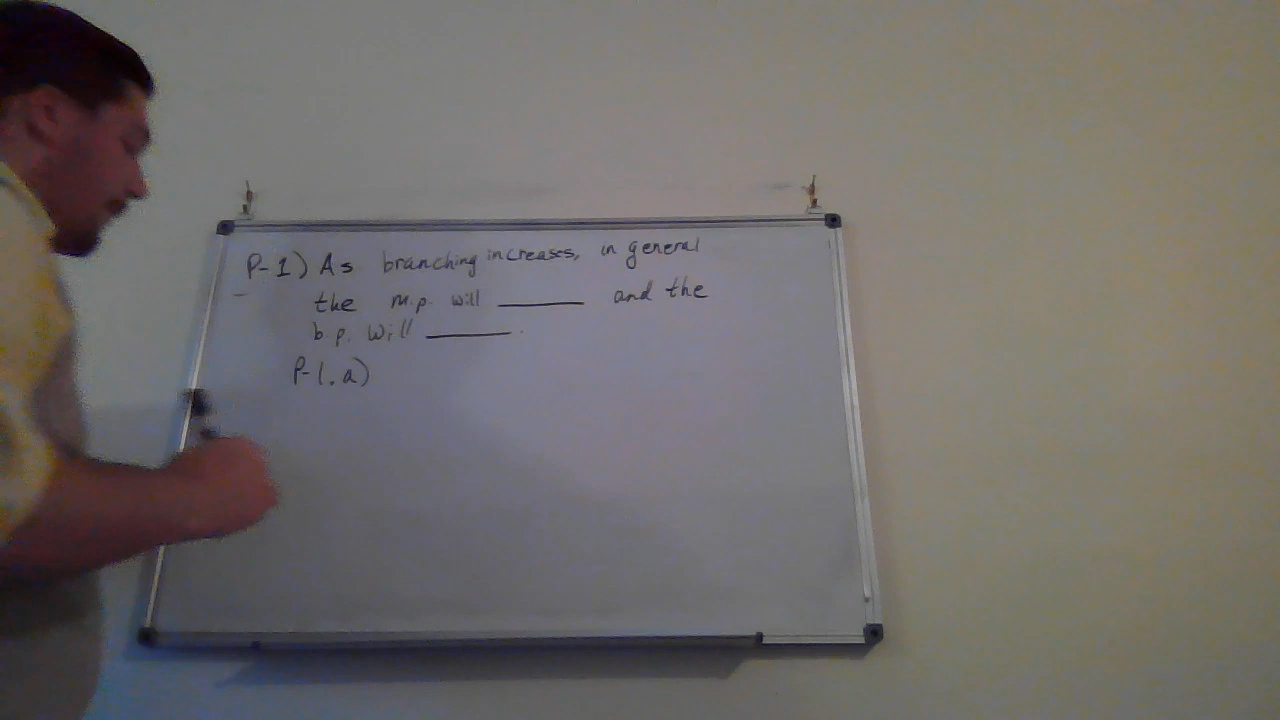 P-1) As branching increases, in general
the m.p. will ______ and the
b.p. will ______.
P-1.a)